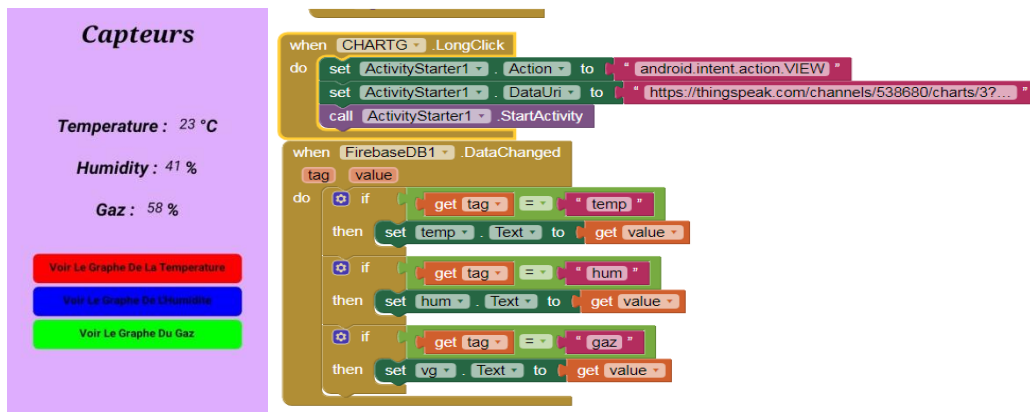 Capteurs
Temperature : 23 °C
Humidity : 41 %
Gaz : 58 %
Voir Le Graphe De La Temperature
Voir Le Graphe De L'Humidite
Voir Le Graphe Du Gaz
when CHARTG .LongClick
do set ActivityStarter1 . Action to " android.intent.action.VIEW "
set ActivityStarter1 . DataUri to " https://thingspeak.com/channels/538680/charts/3?... "
call ActivityStarter1 .StartActivity
when FirebaseDB1 .DataChanged
tag value
do if get tag = " temp "
then set temp . Text to get value
if get tag = " hum "
then set hum . Text to get value
if get tag = " gaz "
then set vg . Text to get value